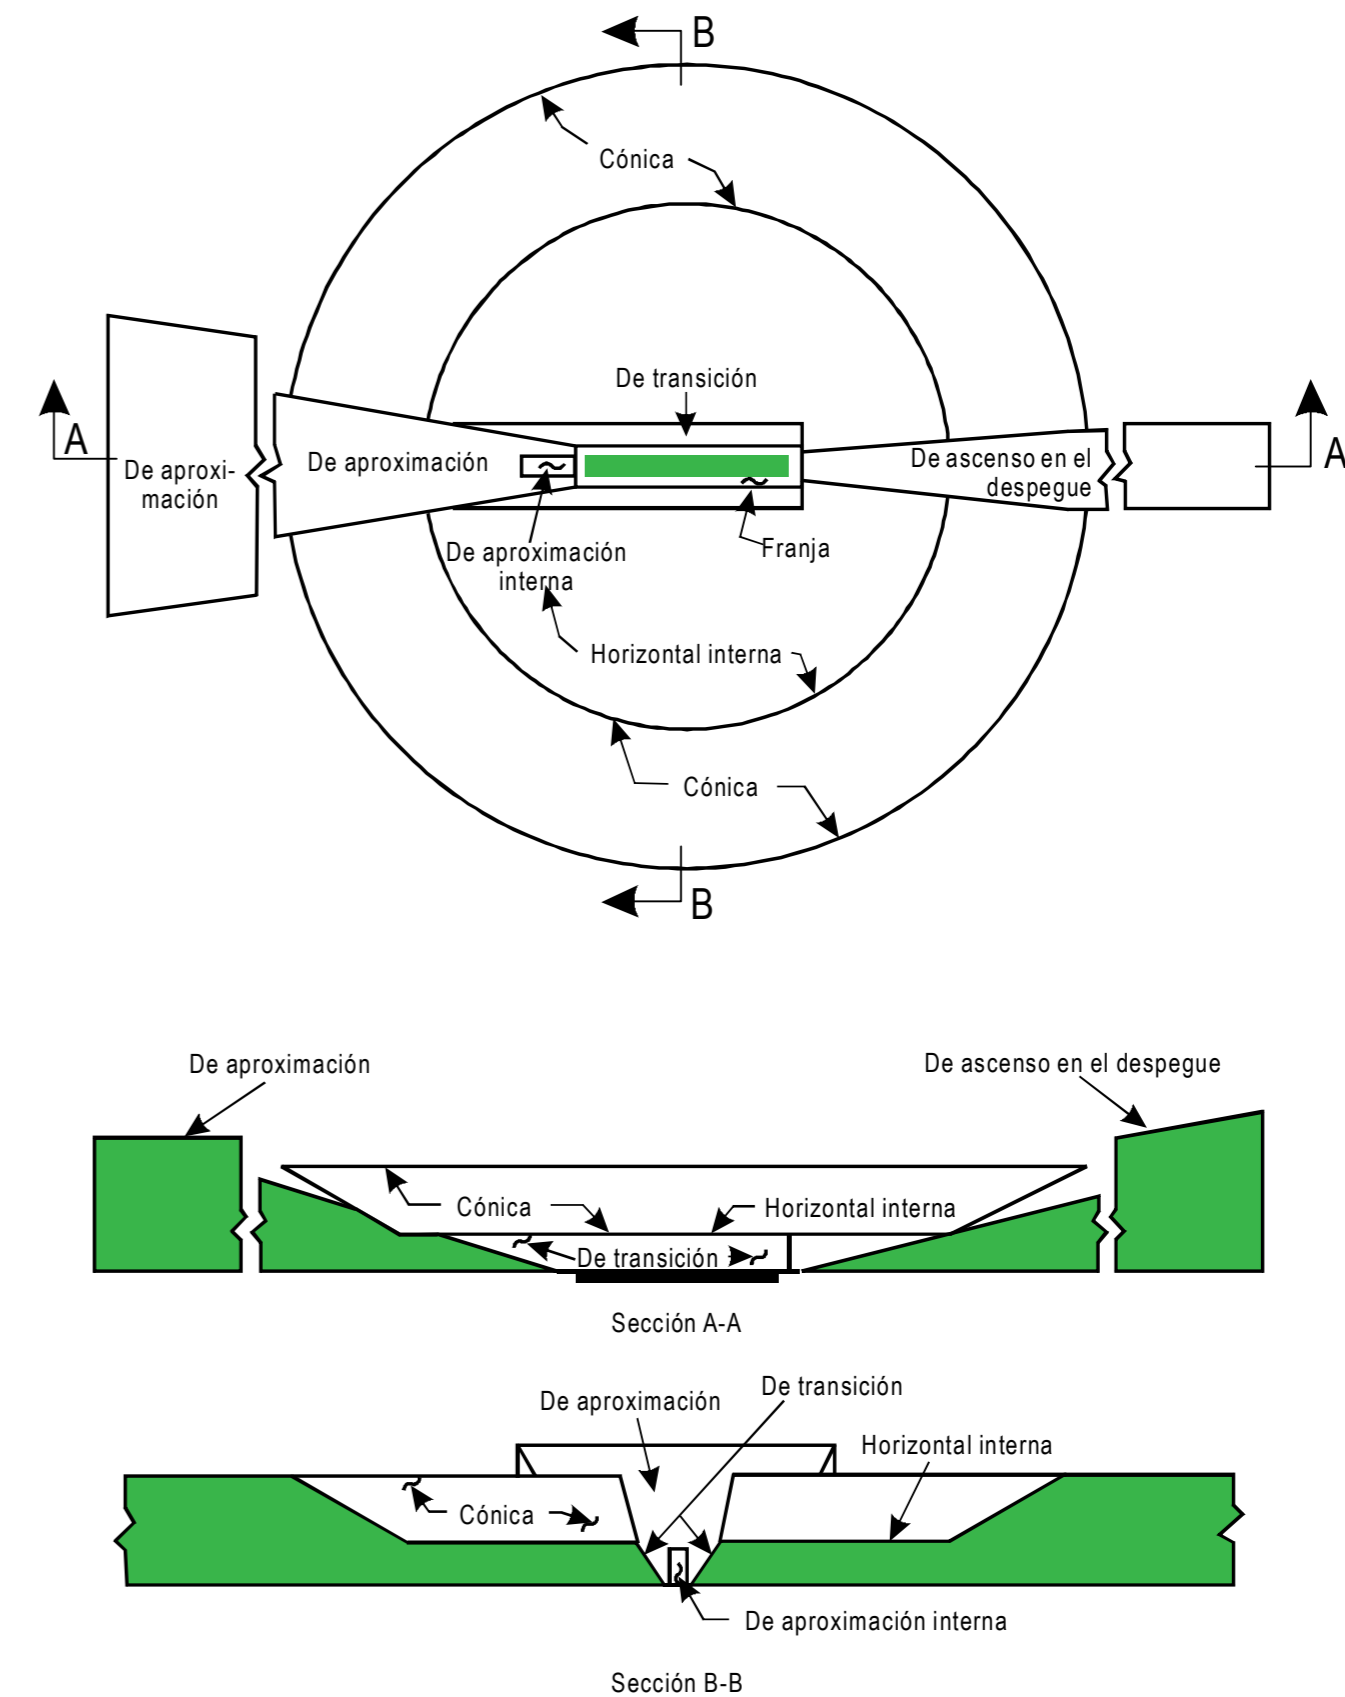 B
Cónica
De transición
A
De aproxi-
mación
De aproximación
De ascenso en el
despegue
A
De aproximación
interna
Franja
Horizontal interna
Cónica
B
De aproximación
De ascenso en el despegue
Cónica
Horizontal interna
De transición
Sección A-A
De transición
De aproximación
Horizontal interna
Cónica
De aproximación interna
Sección B-B